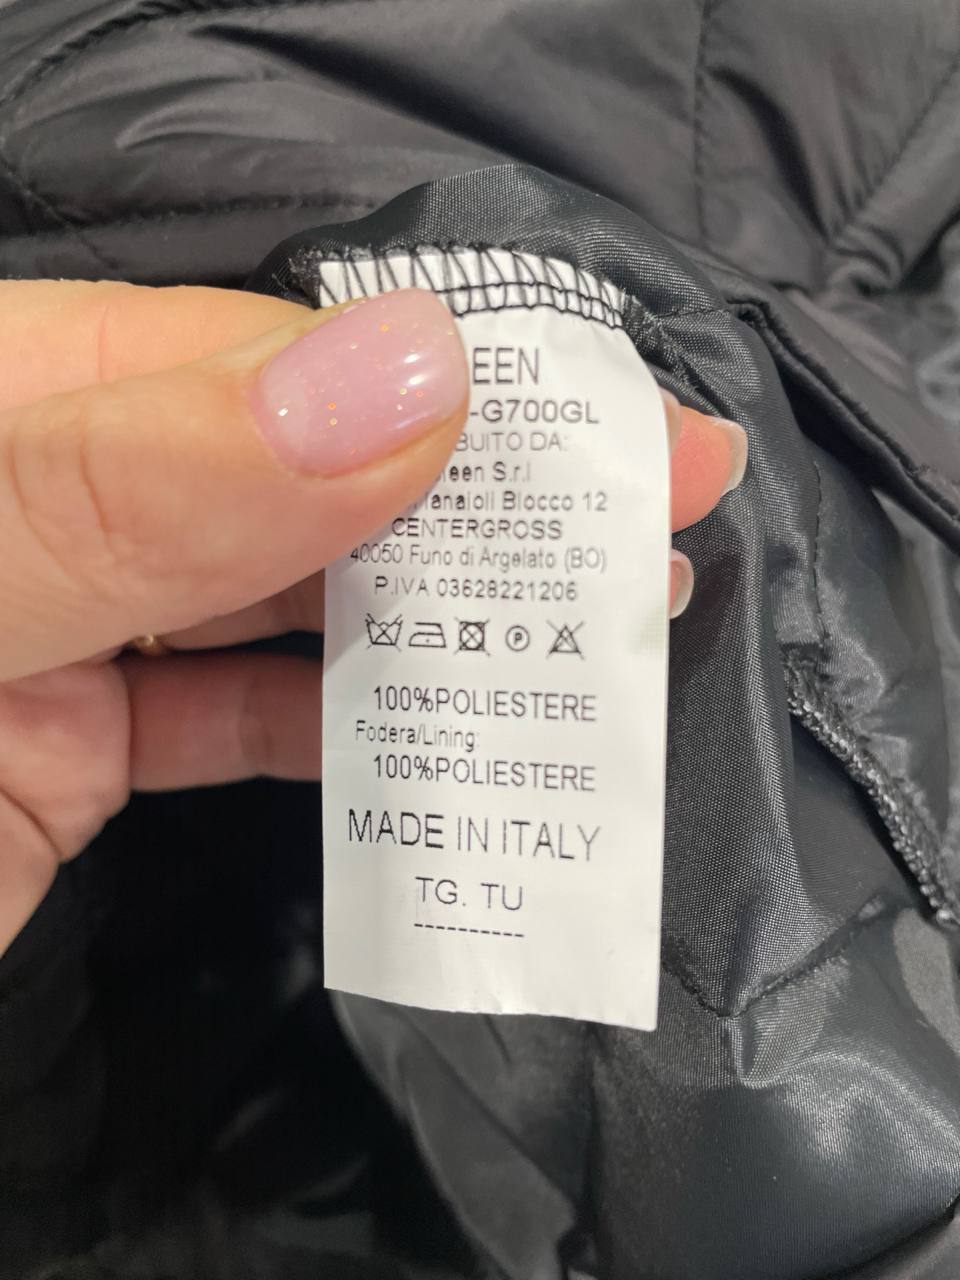 EEN
-G700GL
BUITO DA:
een S.r.l
anaioli Blocco 12
CENTERGROSS
40050 Funo di Argelato (BO)
P.IVA 03628221206
P
100%POLIESTERE
Fodera/Lining:
100%POLIESTERE
MADE IN ITALY
TG. TU
----------